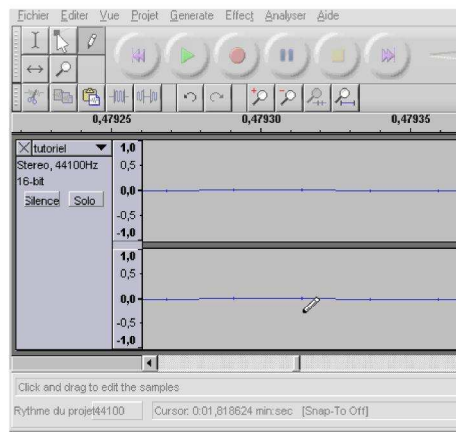 Fichier Editer Vue Projet Generate Effect Analyser Aide
0,47925 0,47930 0,47935
tutoriel
Stereo, 44100Hz
16-bit
Silence Solo
1,0
0,5
0,0
-0,5
-1,0
1,0
0,5
0,0
-0,5
-1,0
Click and drag to edit the samples
Rythme du projet 44100 Cursor: 0:01,818624 min:sec [Snap-To Off]